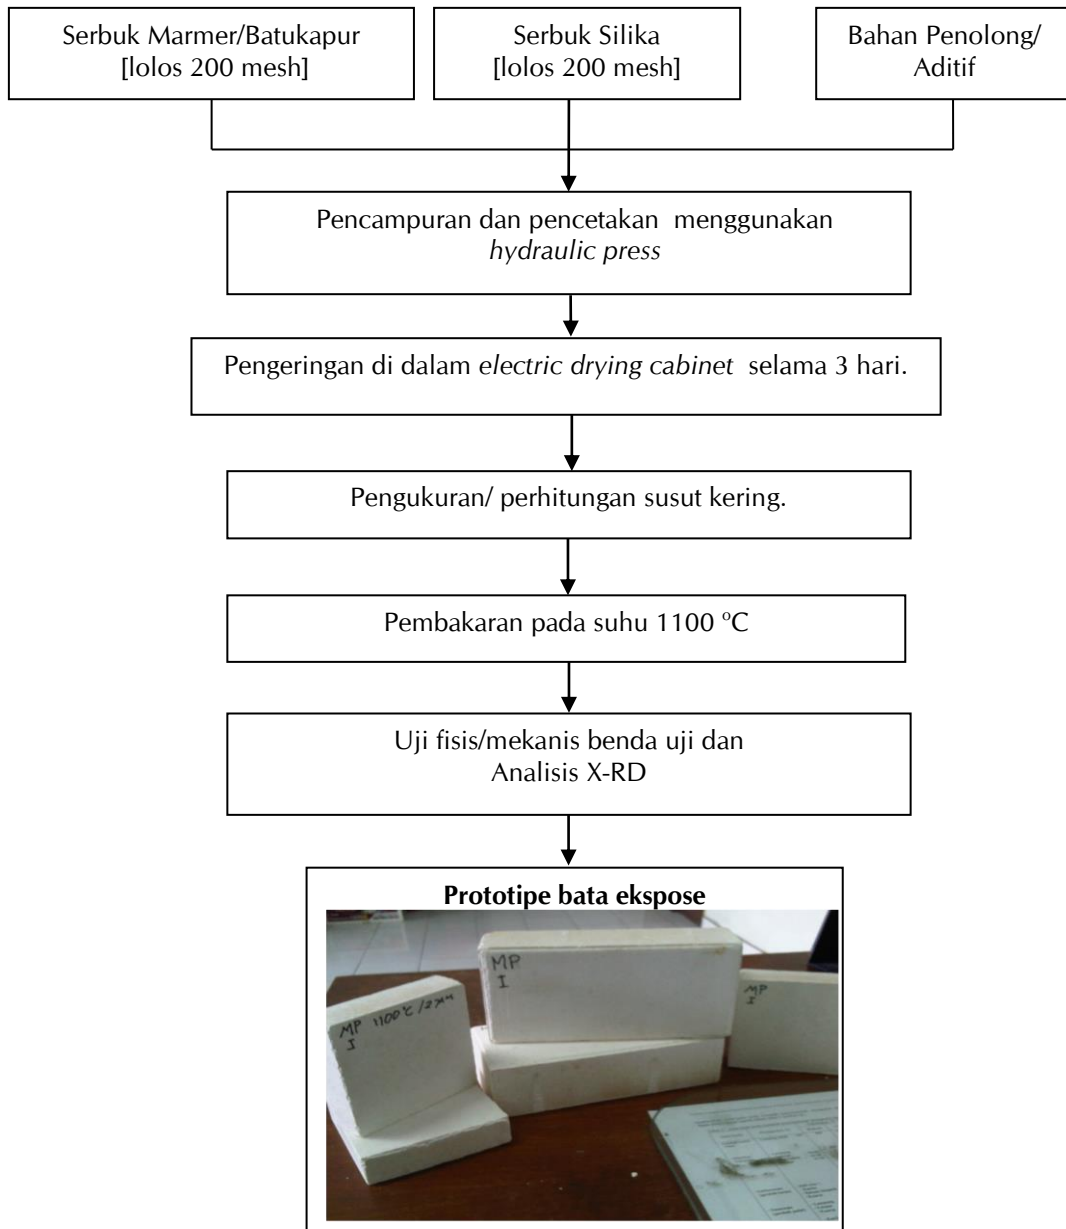 Serbuk Marmer/Batukapur
[lolos 200 mesh]
Serbuk Silika
[lolos 200 mesh]
Bahan Penolong/
Aditif
Pencampuran dan pencetakan menggunakan
hydraulic press
Pengeringan di dalam electric drying cabinet selama 3 hari.
Pengukuran/ perhitungan susut kering.
Pembakaran pada suhu 1100 °C
Uji fisis/mekanis benda uji dan
Analisis X-RD
Prototipe bata ekspose
MP
I
MP 1100°C
I
MP
I